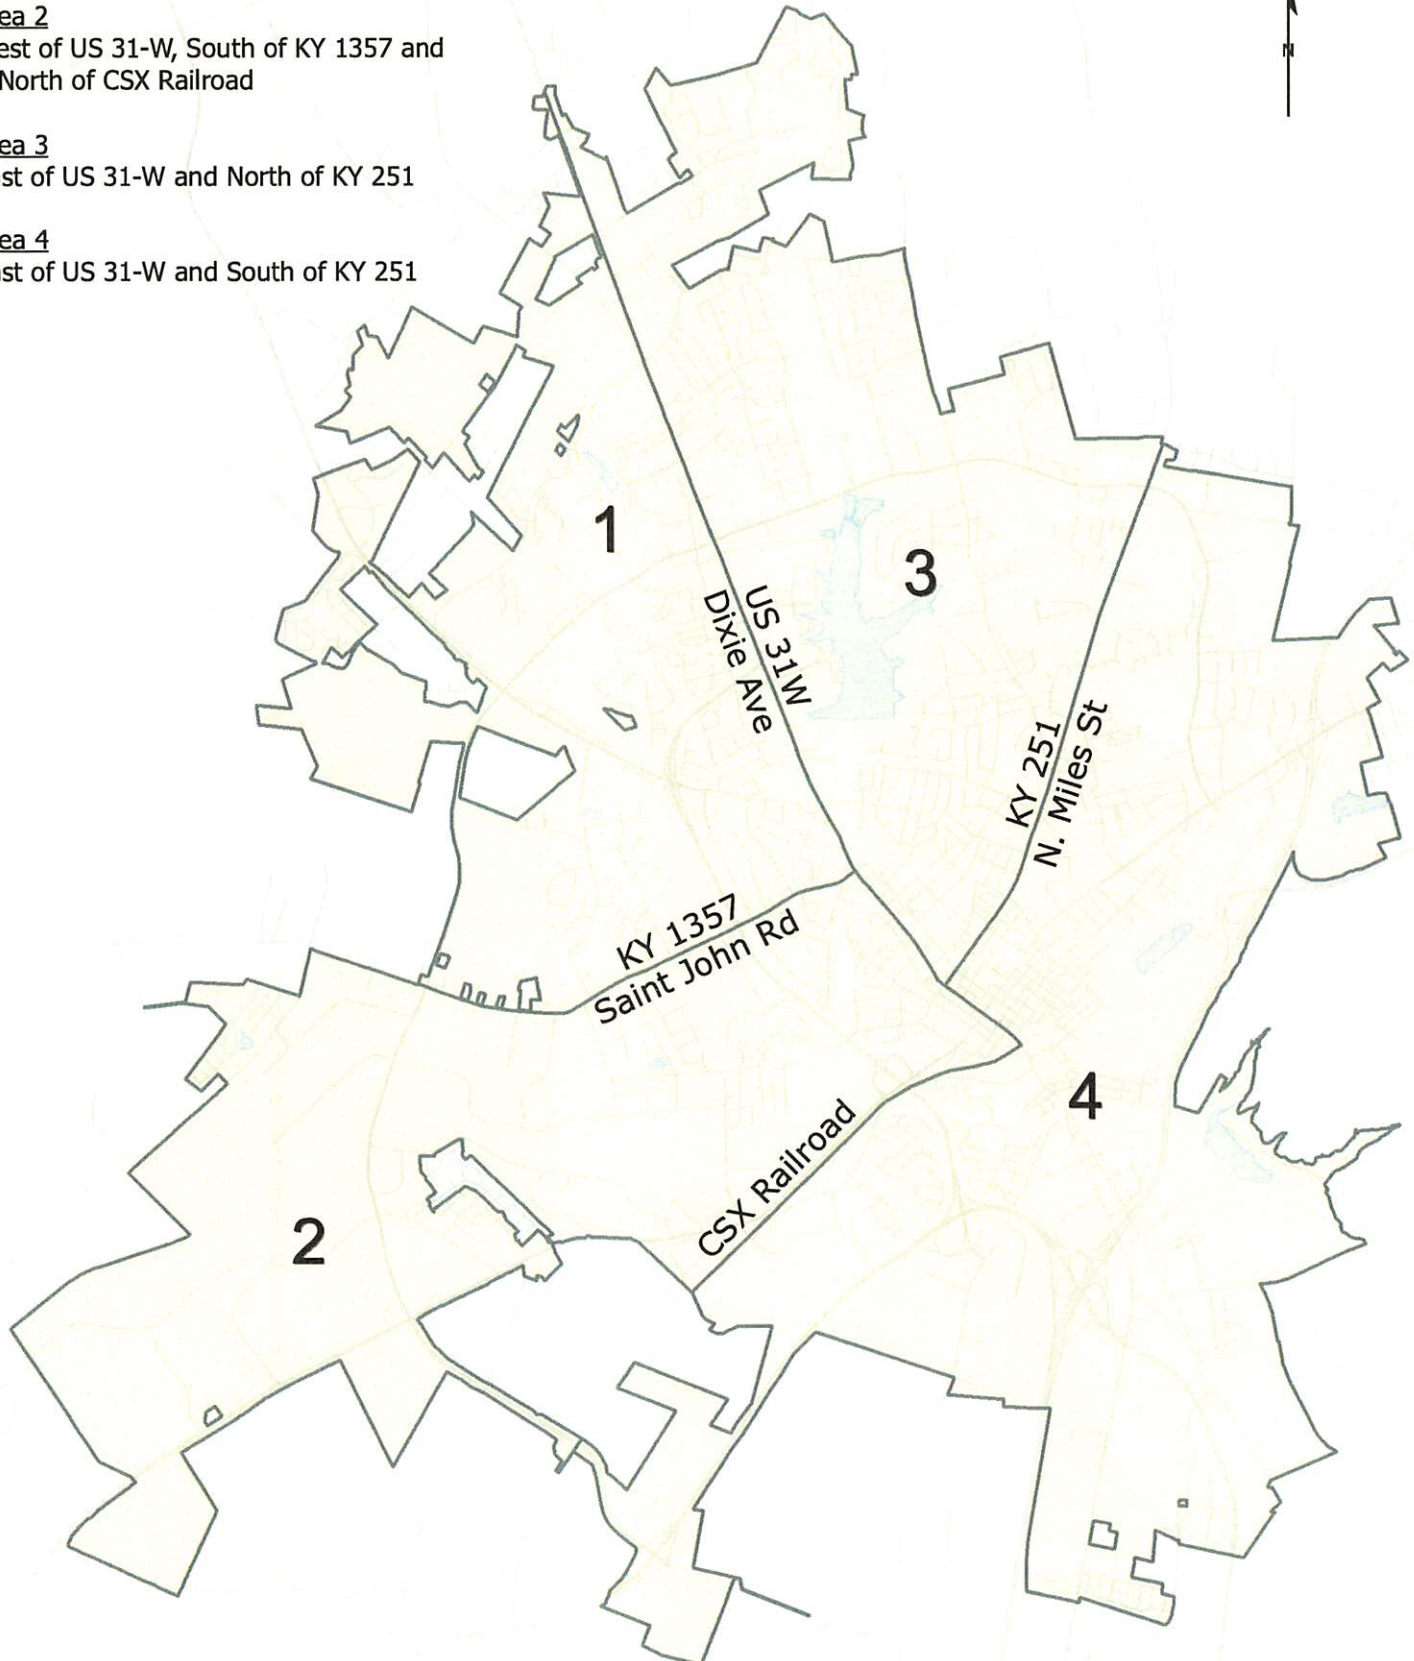 ea 2
est of US 31-W, South of KY 1357 and
North of CSX Railroad
ea 3
st of US 31-W and North of KY 251
ea 4
st of US 31-W and South of KY 251
N
1
3
US 31W
Dixie Ave
KY 251
N. Miles St
KY 1357
Saint John Rd
4
CSX Railroad
2